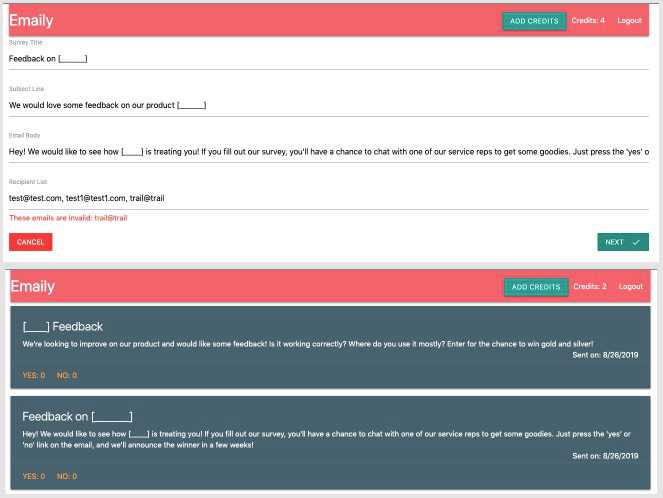 Emaily
ADD CREDITS Credits: 4 Logout
Survey Title
Feedback on [_____]
Subject Line
We would love some feedback on our product [_____]
Email Body
Hey! We would like to see how [____] is treating you! If you fill out our survey, you'll have a chance to chat with one of our service reps to get some goodies. Just press the 'yes' o
Recipient List
test@test.com, test1@test1.com, trail@trail
These emails are invalid: trail@trail
CANCEL
NEXT ✓
Emaily
ADD CREDITS Credits: 2 Logout
[____] Feedback
We're looking to improve on our product and would like some feedback! Is it working correctly? Where do you use it mostly? Enter for the chance to win gold and silver!
Sent on: 8/26/2019
YES: 0 NO: 0
Feedback on [______]
Hey! We would like to see how [____] is treating you! If you fill out our survey, you'll have a chance to chat with one of our service reps to get some goodies. Just press the 'yes' or
'no' link on the email, and we'll announce the winner in a few weeks!
Sent on: 8/26/2019
YES: 0 NO: 0